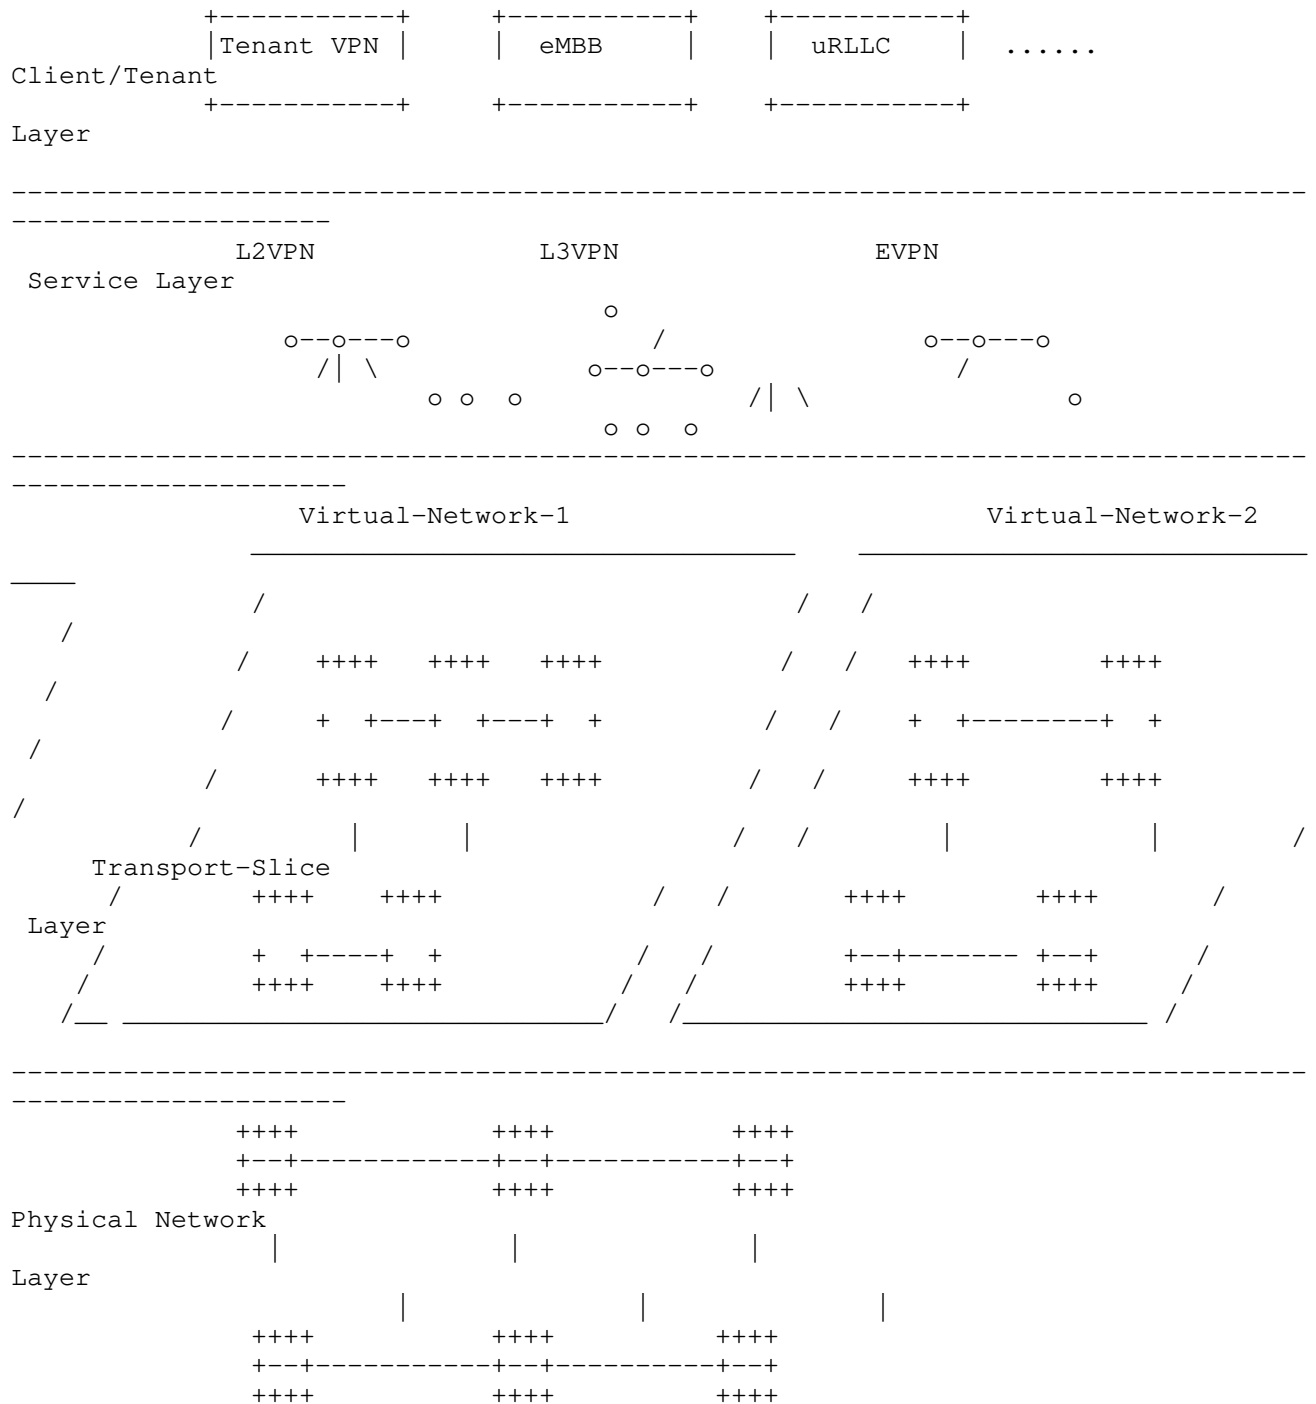 Tenant VPN eMBB uRLLC ......
Client/Tenant
Layer
L2VPN L3VPN EVPN
Service Layer
Virtual-Network-1 Virtual-Network-2
Transport-Slice
Layer
Physical Network
Layer